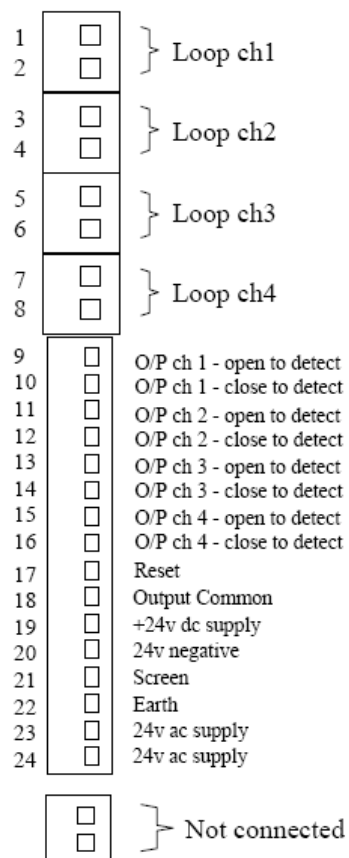 1
2
Loop ch1
3
4
Loop ch2
5
6
Loop ch3
7
8
Loop ch4
9 O/P ch 1 - open to detect
10 O/P ch 1 - close to detect
11 O/P ch 2 - open to detect
12 O/P ch 2 - close to detect
13 O/P ch 3 - open to detect
14 O/P ch 3 - close to detect
15 O/P ch 4 - open to detect
16 O/P ch 4 - close to detect
17 Reset
18 Output Common
19 +24v dc supply
20 24v negative
21 Screen
22 Earth
23 24v ac supply
24 24v ac supply
Not connected